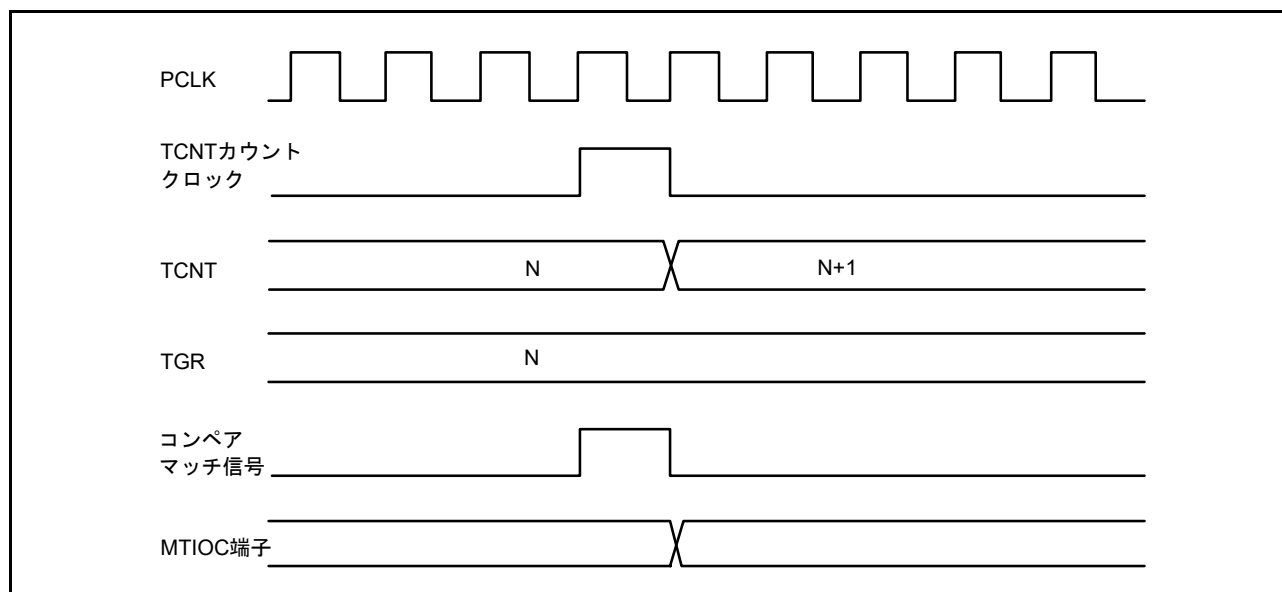 PCLK
TCNTカウント
クロック
TCNT
N
N+1
TGR
N
コンペア
マッチ信号
MTIOC端子